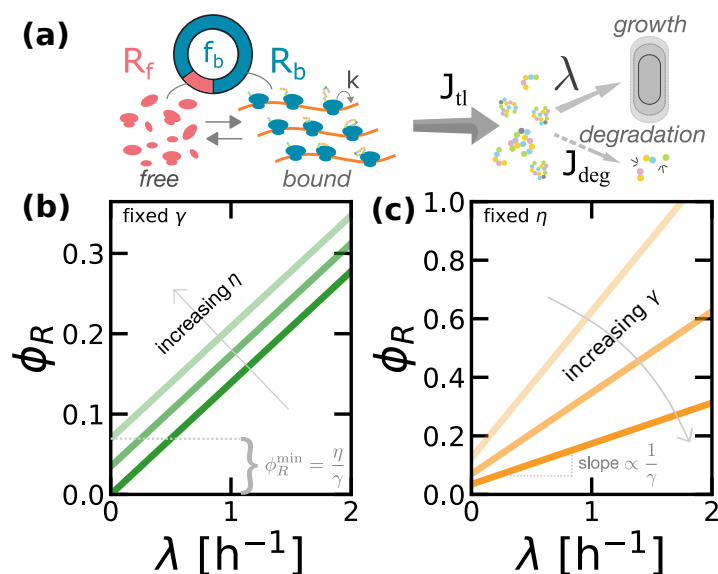 (a)
R_f
f_b
R_b
k
free
bound
J_tl
λ
growth
degradation
J_deg
(b)
fixed γ
increasing η
ϕ_R^min = η/γ
ϕ_R
0.3
0.2
0.1
0.0
0
1
2
λ [h⁻¹]
(c)
fixed η
increasing γ
slope ∝ 1/γ
ϕ_R
1.0
0.8
0.6
0.4
0.2
0.0
0
1
2
λ [h⁻¹]